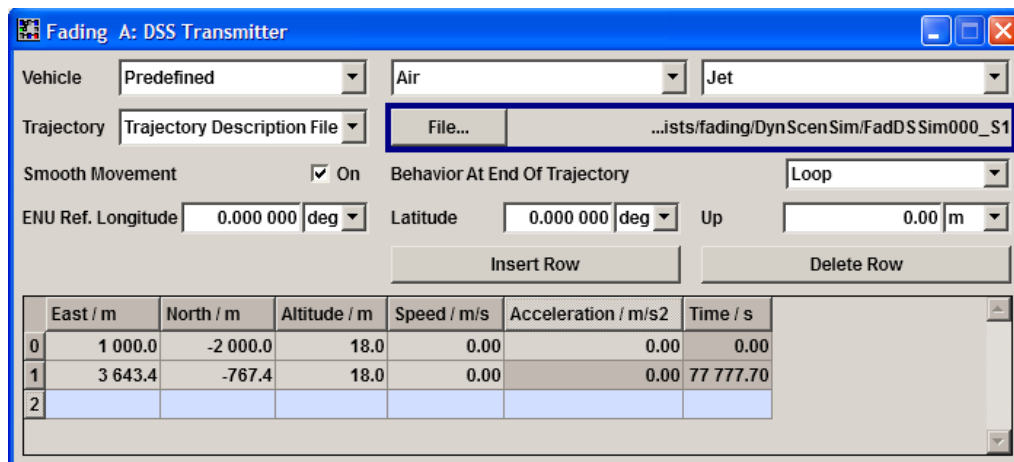 Fading A: DSS Transmitter
Vehicle Predefined Air Jet
Trajectory Trajectory Description File File... ...ists/fading/DynScenSim/FadDSSim000_S1
Smooth Movement On Behavior At End Of Trajectory Loop
ENU Ref. Longitude 0.000 000 deg Latitude 0.000 000 deg Up 0.00 m
Insert Row Delete Row
East / m North / m Altitude / m Speed / m/s Acceleration / m/s2 Time / s
0 1 000.0 -2 000.0 18.0 0.00 0.00 0.00
1 3 643.4 -767.4 18.0 0.00 0.00 77 777.70
2